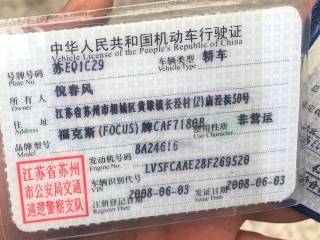 中华人民共和国机动车行驶证
Vehicle License of the People's Republic of China
号牌号码 苏EQ1C29 车辆类型 轿车
Plate No. Vehicle Type
所有人 倪春风
Owner
住址 江苏省苏州市相城区黄埭镇长泾村(2)庙泾浜50号
Address
品牌型号 福克斯(FOCUS)牌CAF7180B 使用性质 非营运
Model Use Character
发动机号码 8A24616
Engine No.
江苏省苏州
市公安局交通
巡逻警察支队
车辆识别代号 LVSFCAAE28F269520
VIN
注册登记日期 2008-06-03 发证日期 2008-06-03
Register Date Issue Date